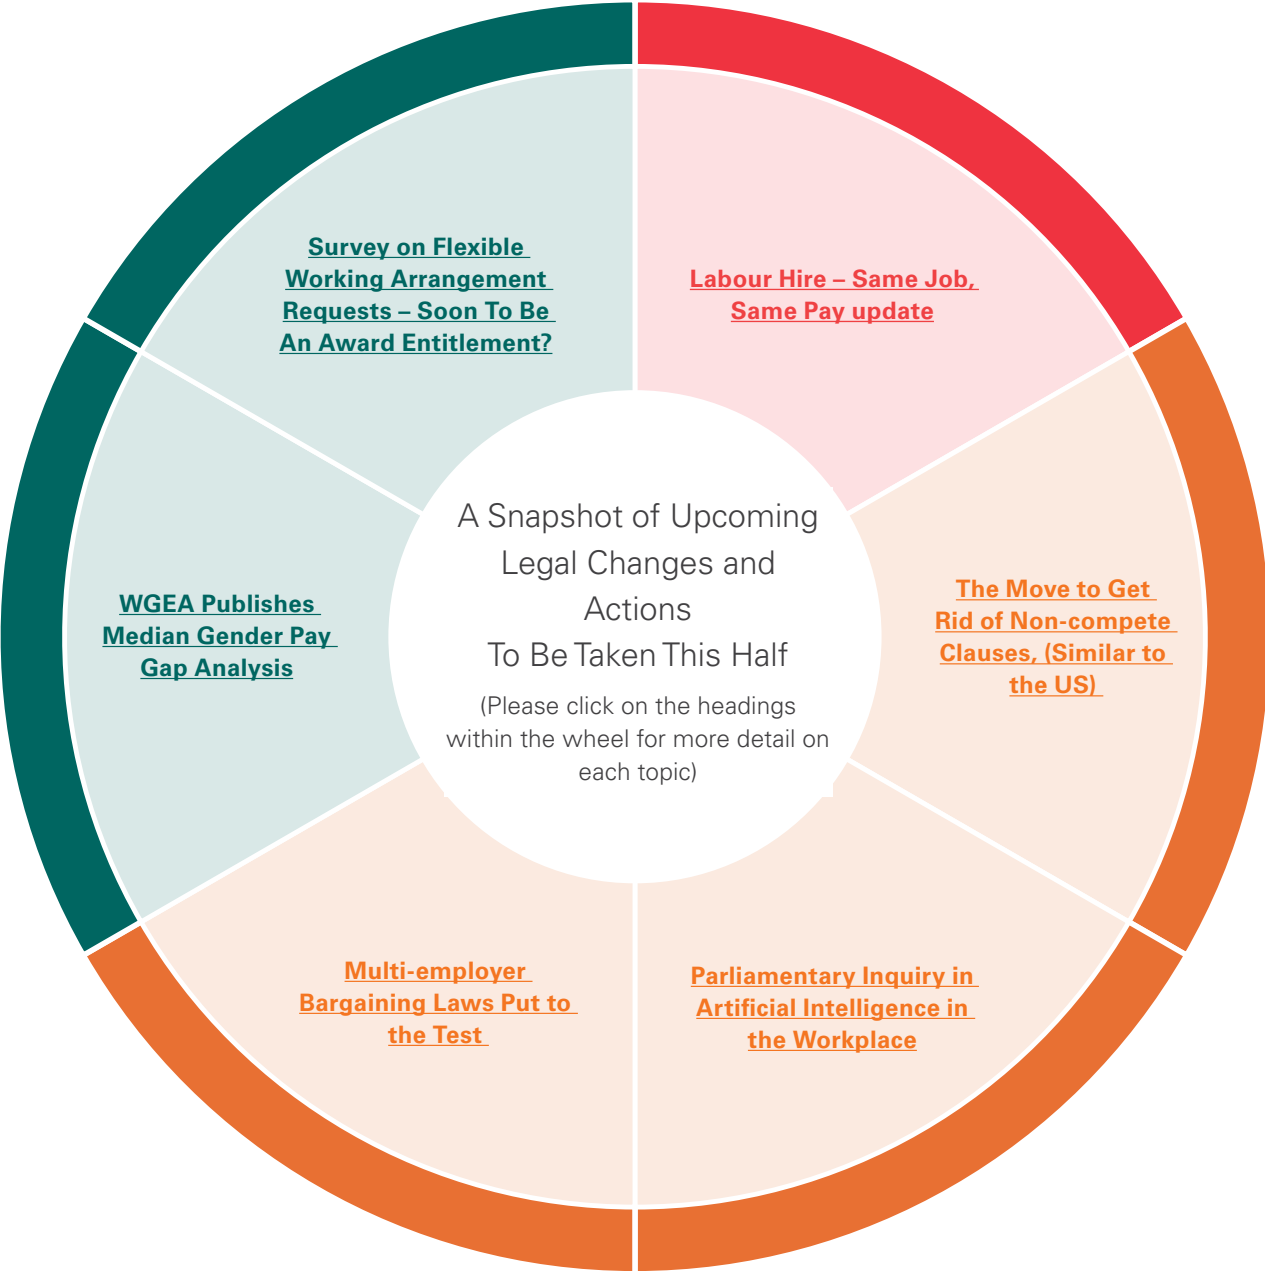 Survey on Flexible
Working Arrangement
Requests – Soon To Be
An Award Entitlement?
Labour Hire – Same Job,
Same Pay update
A Snapshot of Upcoming
Legal Changes and
Actions
To Be Taken This Half
(Please click on the headings
within the wheel for more detail on
each topic)
The Move to Get
Rid of Non-compete
Clauses, (Similar to
the US)
WGEA Publishes
Median Gender Pay
Gap Analysis
Multi-employer
Bargaining Laws Put to
the Test
Parliamentary Inquiry in
Artificial Intelligence in
the Workplace